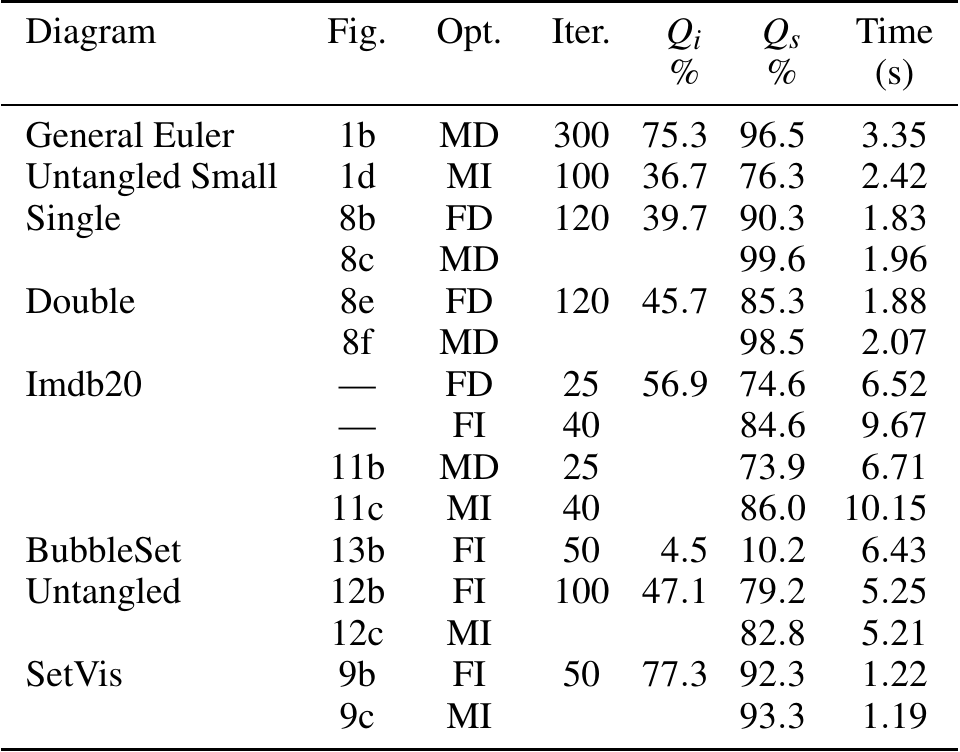 Diagram Fig. Opt. Iter. Qi Qs Time
% % (s)
General Euler 1b MD 300 75.3 96.5 3.35
Untangled Small 1d MI 100 36.7 76.3 2.42
Single 8b FD 120 39.7 90.3 1.83
8c MD 99.6 1.96
Double 8e FD 120 45.7 85.3 1.88
8f MD 98.5 2.07
Imdb20 — FD 25 56.9 74.6 6.52
— FI 40 84.6 9.67
11b MD 25 73.9 6.71
11c MI 40 86.0 10.15
BubbleSet 13b FI 50 4.5 10.2 6.43
Untangled 12b FI 100 47.1 79.2 5.25
12c MI 82.8 5.21
SetVis 9b FI 50 77.3 92.3 1.22
9c MI 93.3 1.19